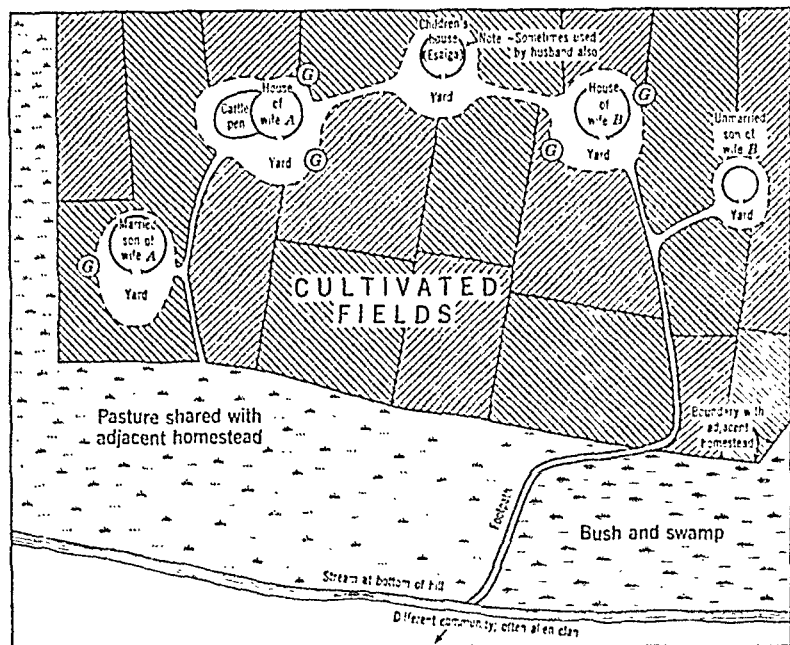 Children's
house
(Esaiga)
Note -Sometimes used
by husband also
Yard
G
House
of
wife A
Cattle
pen
Yard
G
House
of
wife B
G
Yard
G
Unmarried
son of
wife B
Yard
Married
son of
wife A
G
Yard
CULTIVATED
FIELDS
Boundary with
adjacent
homestead
Pasture shared with
adjacent homestead
Footpath
Bush and swamp
Stream at bottom of hill
Different community; often alien clan